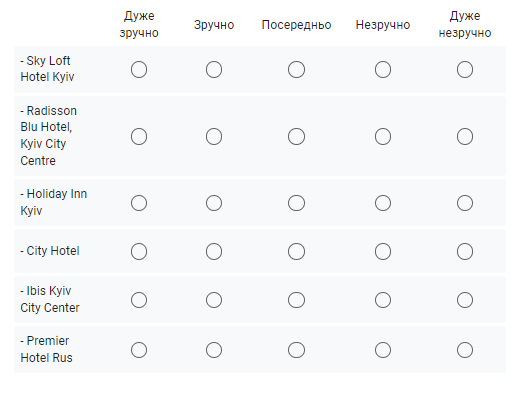 Дуже зручно
Зручно
Посередньо
Незручно
Дуже незручно
- Sky Loft
Hotel Kyiv
- Radisson
Blu Hotel,
Kyiv City
Centre
- Holiday Inn
Kyiv
- City Hotel
- Ibis Kyiv
City Center
- Premier
Hotel Rus